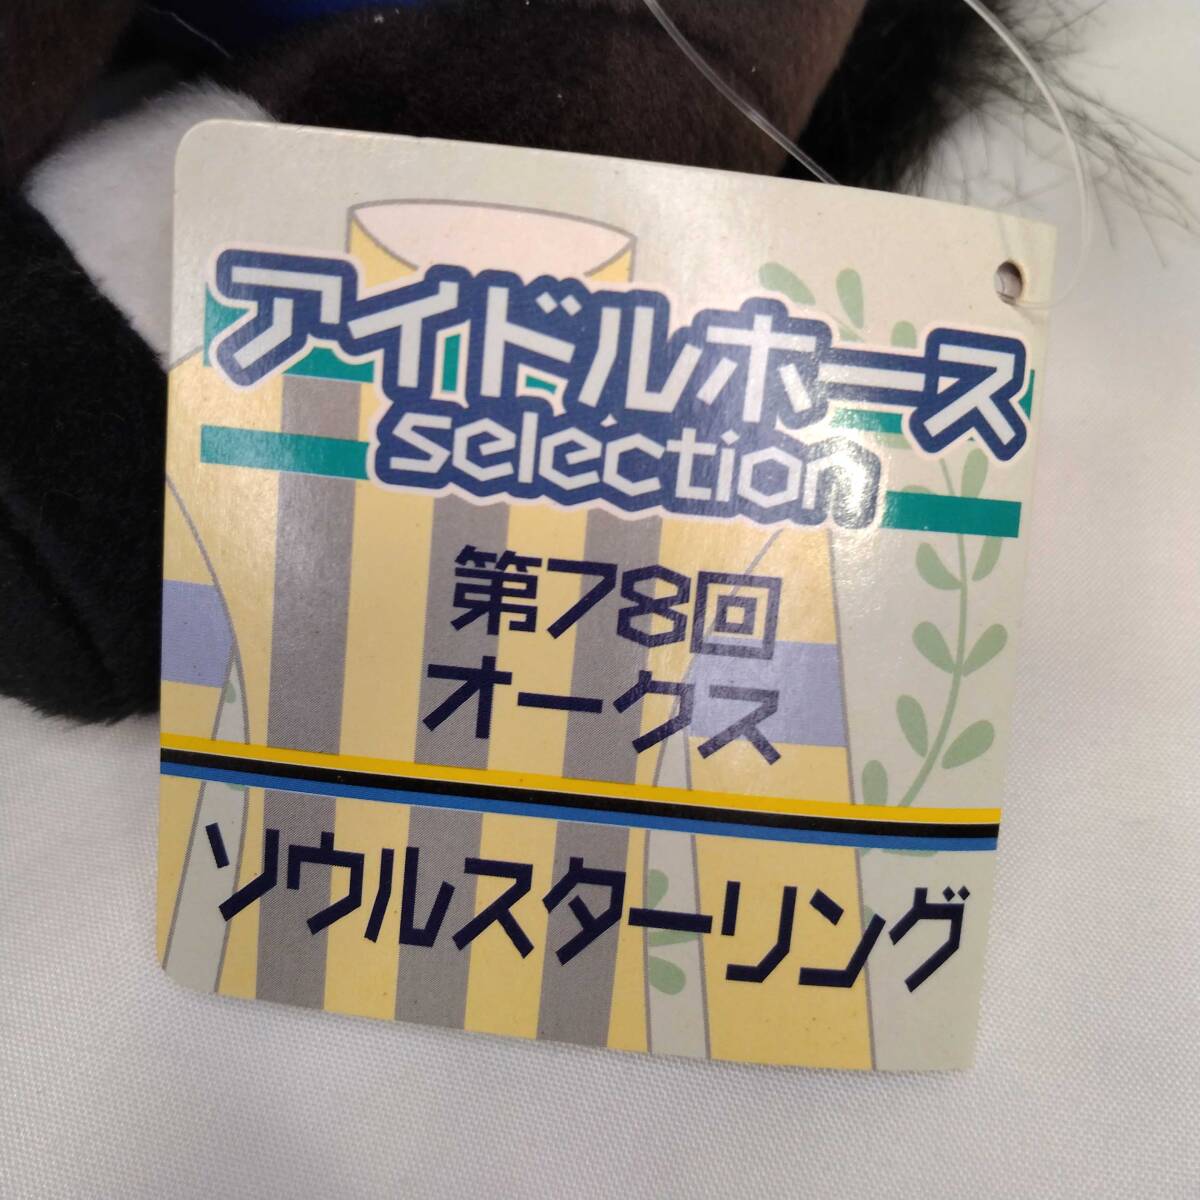 アイドルホース
selection
第78回
オークス
ソウルスターリング